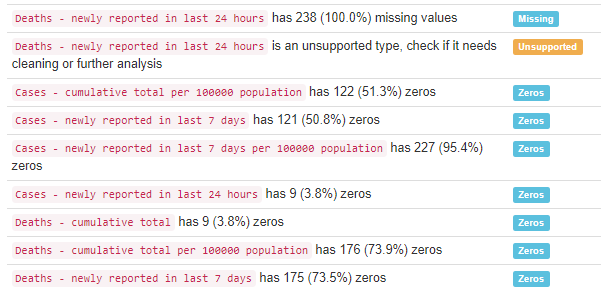 Deaths - newly reported in last 24 hours has 238 (100.0%) missing values Missing
Deaths - newly reported in last 24 hours is an unsupported type, check if it needs Unsupported
cleaning or further analysis
Cases - cumulative total per 100000 population has 122 (51.3%) zeros Zeros
Cases - newly reported in last 7 days has 121 (50.8%) zeros Zeros
Cases - newly reported in last 7 days per 100000 population has 227 (95.4%) Zeros
zeros
Cases - newly reported in last 24 hours has 9 (3.8%) zeros Zeros
Deaths - cumulative total has 9 (3.8%) zeros Zeros
Deaths - cumulative total per 100000 population has 176 (73.9%) zeros Zeros
Deaths - newly reported in last 7 days has 175 (73.5%) zeros Zeros